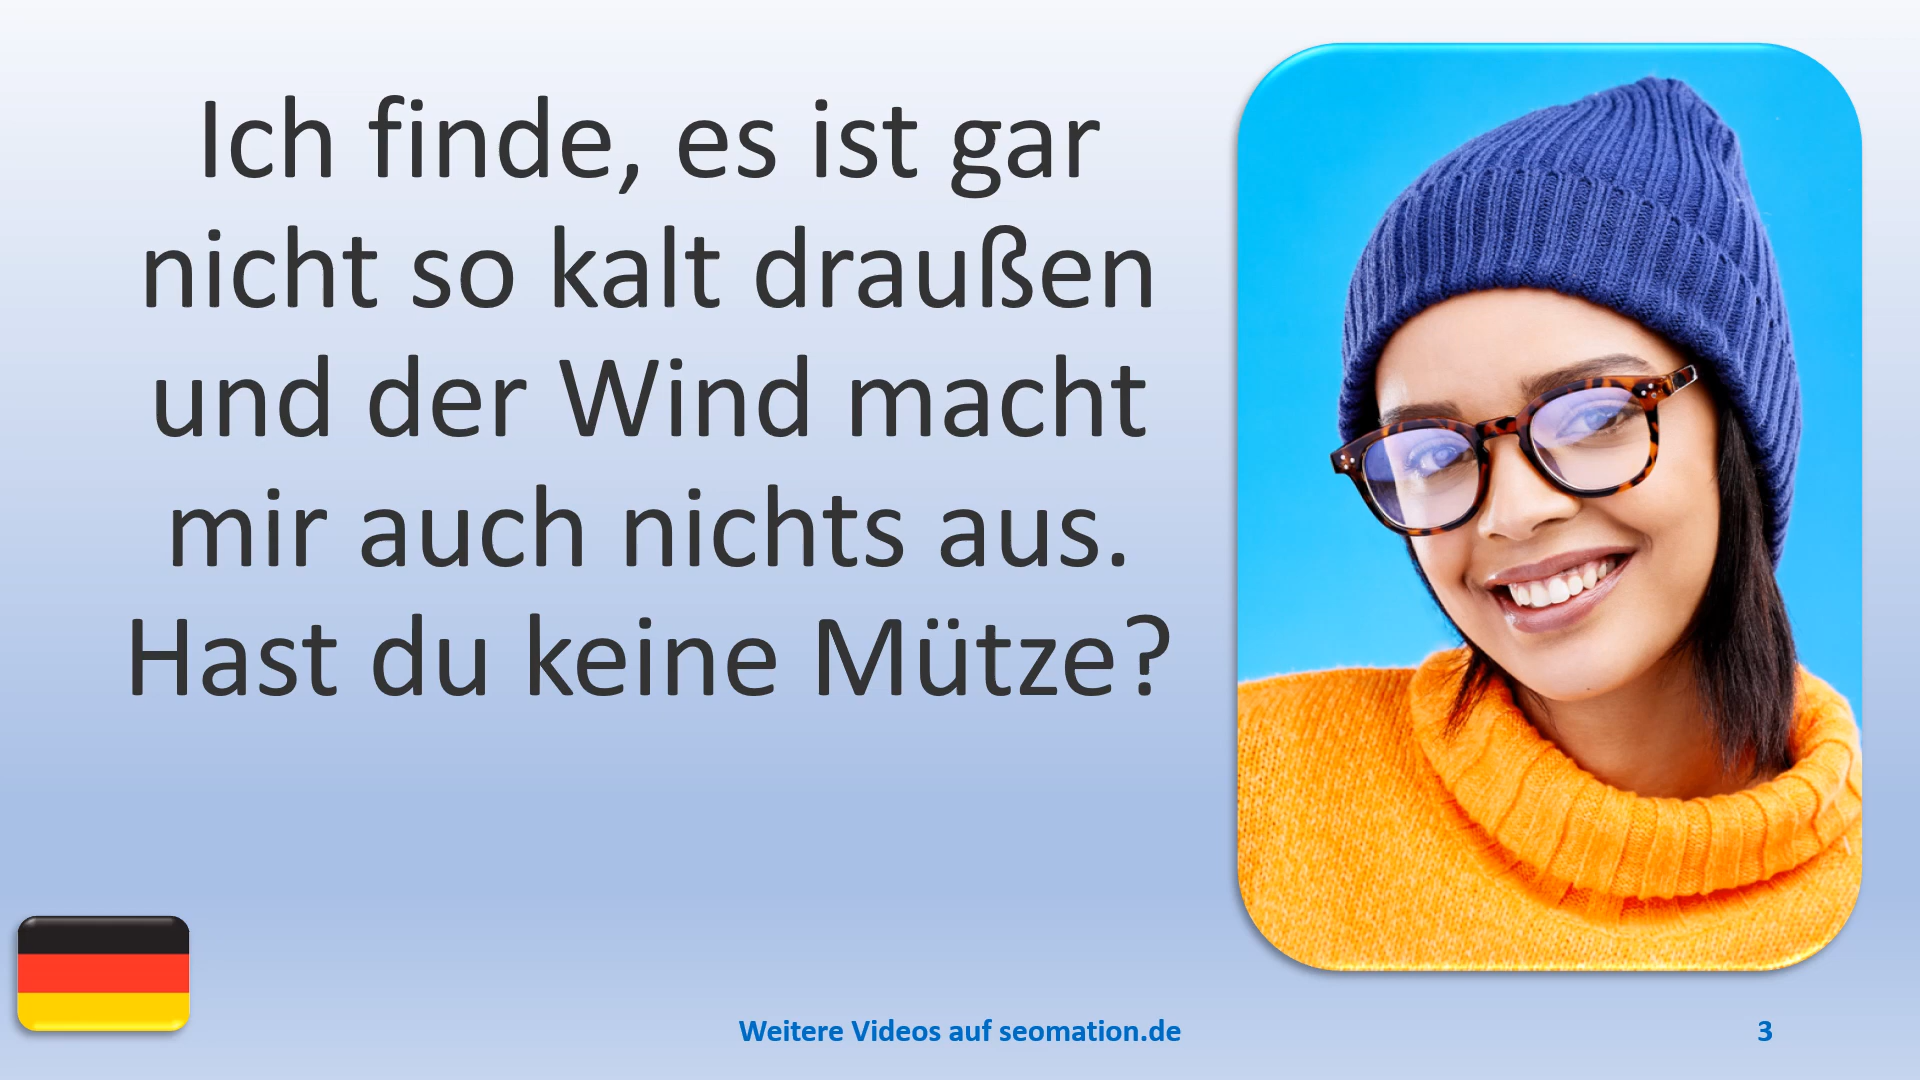 Ich finde, es ist gar
nicht so kalt draußen
und der Wind macht
mir auch nichts aus.
Hast du keine Mütze?
Weitere Videos auf seomation.de
3